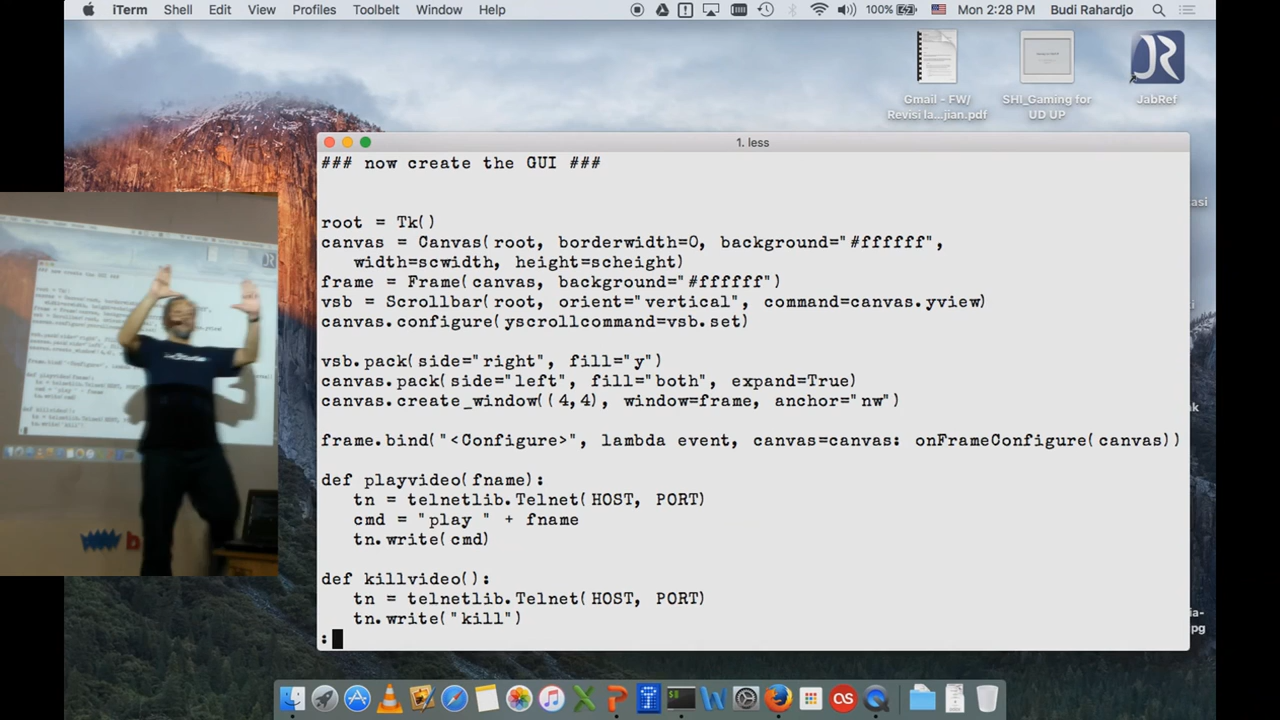 iTerm Shell Edit View Profiles Toolbelt Window Help 100% Mon 2:28 PM Budi Rahardjo
Gmail - FW/
Revisi la...jian.pdf
SHI_Gaming for
UD UP
JabRef
1. less
### now create the GUI ###
root = Tk()
canvas = Canvas(root, borderwidth=0, background="#ffffff",
width=scwidth, height=scheight)
frame = Frame(canvas, background="#ffffff")
vsb = Scrollbar(root, orient="vertical", command=canvas.yview)
canvas.configure(yscrollcommand=vsb.set)
vsb.pack(side="right", fill="y")
canvas.pack(side="left", fill="both", expand=True)
canvas.create_window((4,4), window=frame, anchor="nw")
frame.bind("<Configure>", lambda event, canvas=canvas: onFrameConfigure(canvas))
def playvideo(fname):
tn = telnetlib.Telnet(HOST, PORT)
cmd = "play " + fname
tn.write(cmd)
def killvideo():
tn = telnetlib.Telnet(HOST, PORT)
tn.write("kill")
: